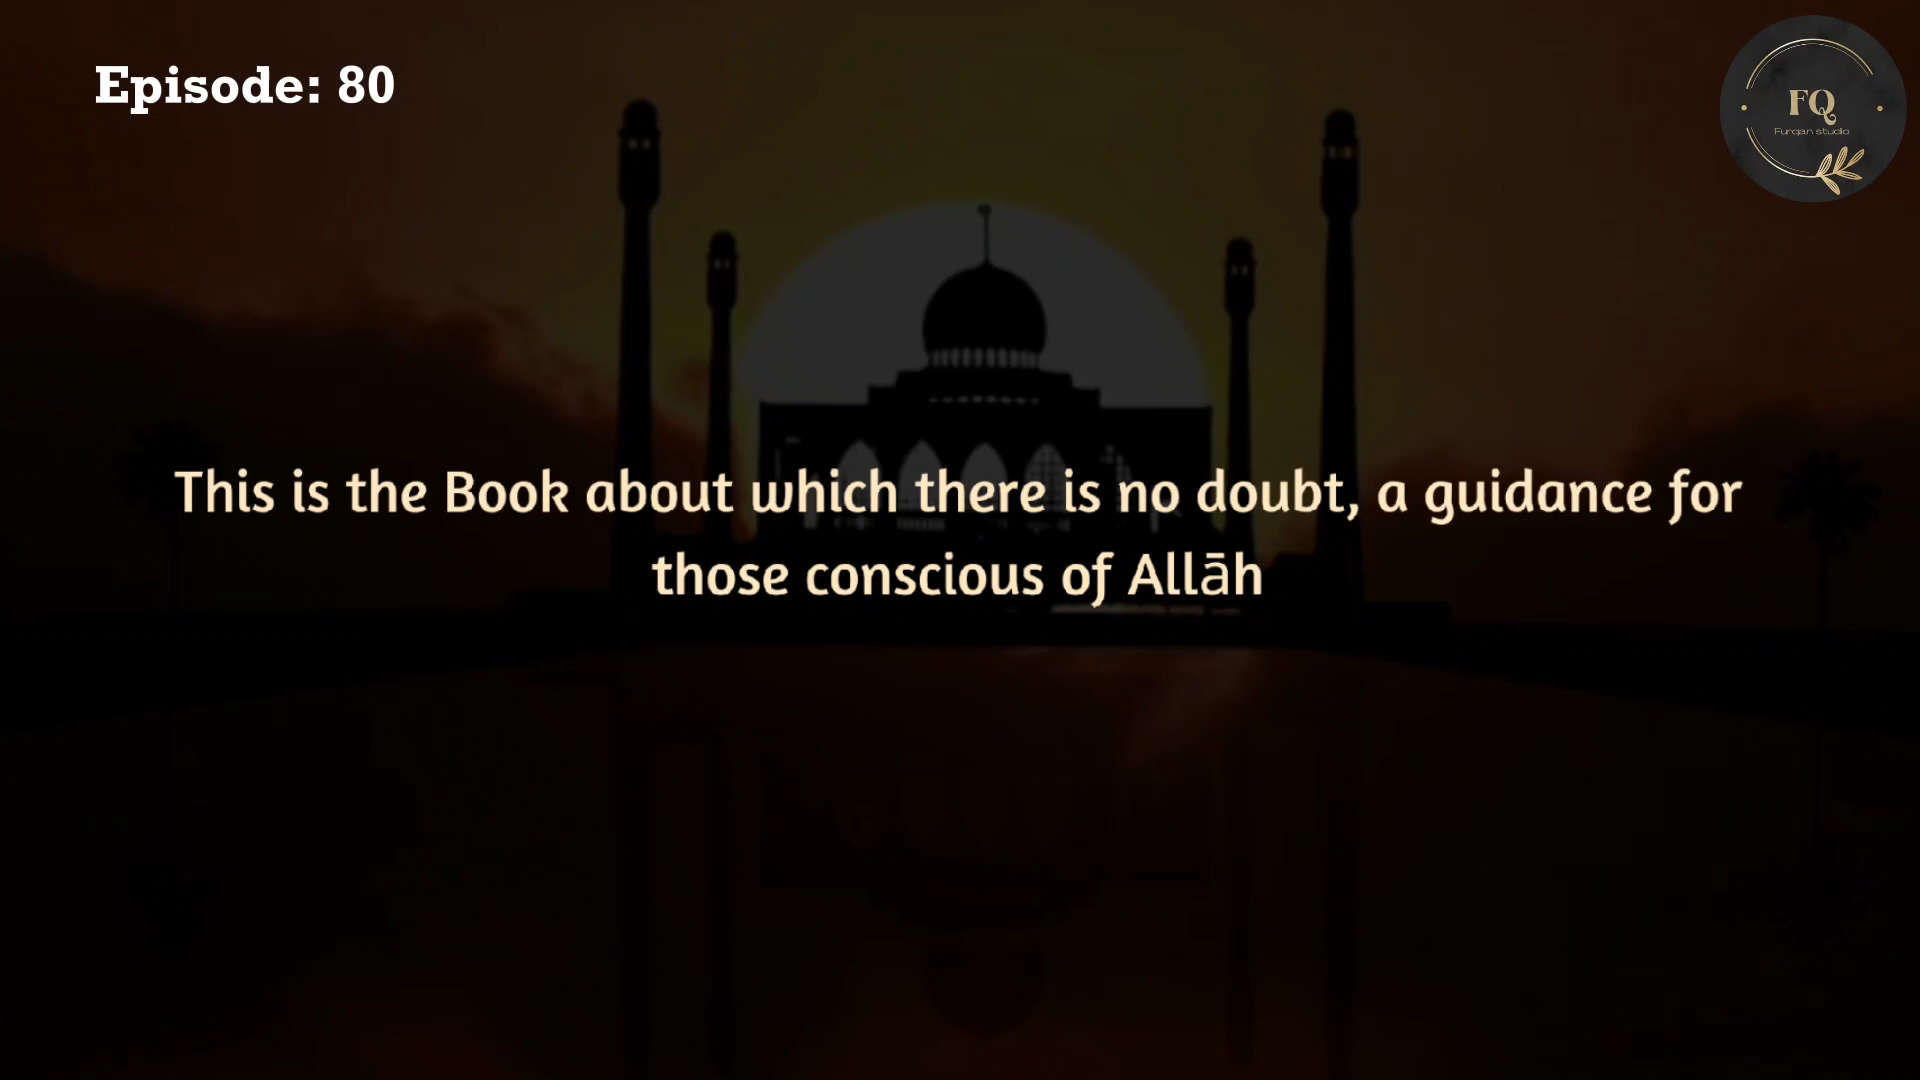 Episode: 80
FQ
Furqan studio
This is the Book about which there is no doubt, a guidance for
those conscious of Allāh